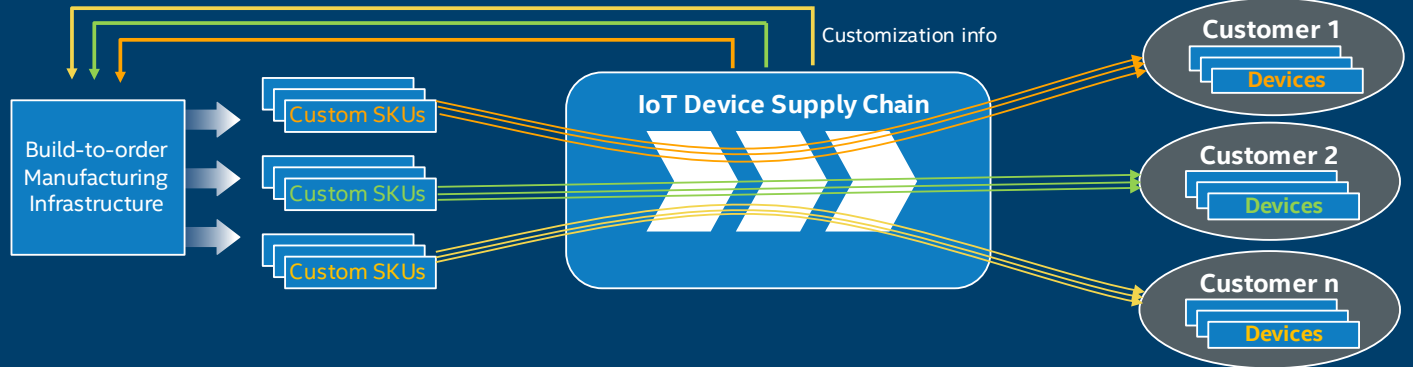 Customization info
Build-to-order
Manufacturing
Infrastructure
Custom SKUs
Custom SKUs
Custom SKUs
IoT Device Supply Chain
Customer 1
Devices
Customer 2
Devices
Customer n
Devices